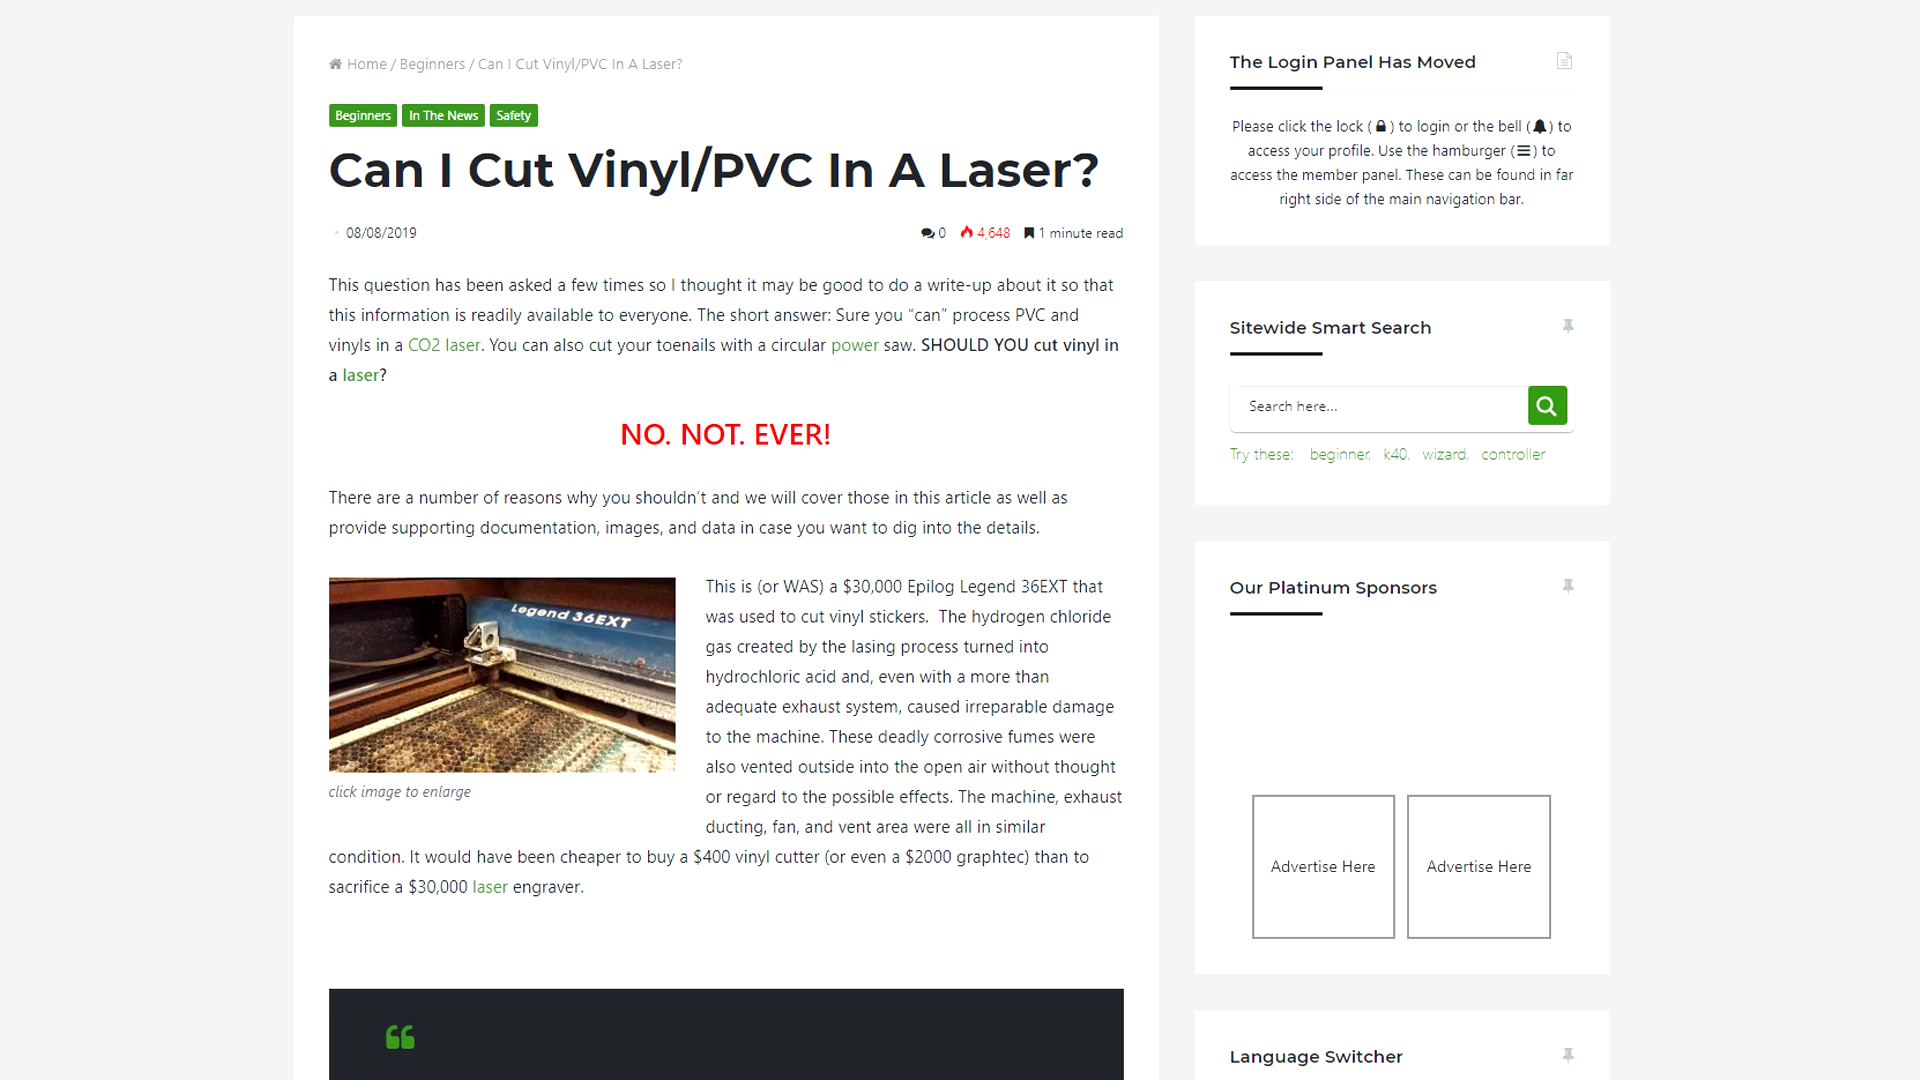 Home / Beginners / Can I Cut Vinyl/PVC In A Laser?
Beginners In The News Safety
Can I Cut Vinyl/PVC In A Laser?
08/08/2019 0 4,648 1 minute read
This question has been asked a few times so I thought it may be good to do a write-up about it so that
this information is readily available to everyone. The short answer: Sure you “can” process PVC and
vinyls in a CO2 laser. You can also cut your toenails with a circular power saw. SHOULD YOU cut vinyl in
a laser?
NO. NOT. EVER!
There are a number of reasons why you shouldn’t and we will cover those in this article as well as
provide supporting documentation, images, and data in case you want to dig into the details.
Legend 36EXT
click image to enlarge
This is (or WAS) a $30,000 Epilog Legend 36EXT that
was used to cut vinyl stickers. The hydrogen chloride
gas created by the lasing process turned into
hydrochloric acid and, even with a more than
adequate exhaust system, caused irreparable damage
to the machine. These deadly corrosive fumes were
also vented outside into the open air without thought
or regard to the possible effects. The machine, exhaust
ducting, fan, and vent area were all in similar
condition. It would have been cheaper to buy a $400 vinyl cutter (or even a $2000 graphtec) than to
sacrifice a $30,000 laser engraver.
The Login Panel Has Moved
Please click the lock ( ) to login or the bell ( ) to
access your profile. Use the hamburger ( ) to
access the member panel. These can be found in far
right side of the main navigation bar.
Sitewide Smart Search
Search here...
Try these: beginner, k40, wizard, controller
Our Platinum Sponsors
Advertise Here Advertise Here
Language Switcher